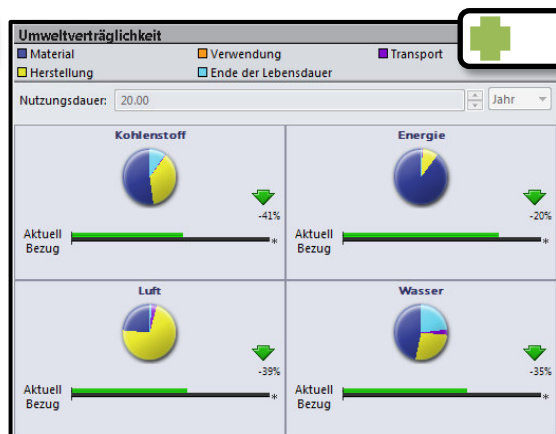 Umweltverträglichkeit
Material Verwendung Transport
Herstellung Ende der Lebensdauer
Nutzungsdauer: 20.00 Jahr
Kohlenstoff Energie
-41% -20%
Aktuell Aktuell
Bezug * Bezug *
Luft Wasser
-39% -35%
Aktuell Aktuell
Bezug * Bezug *